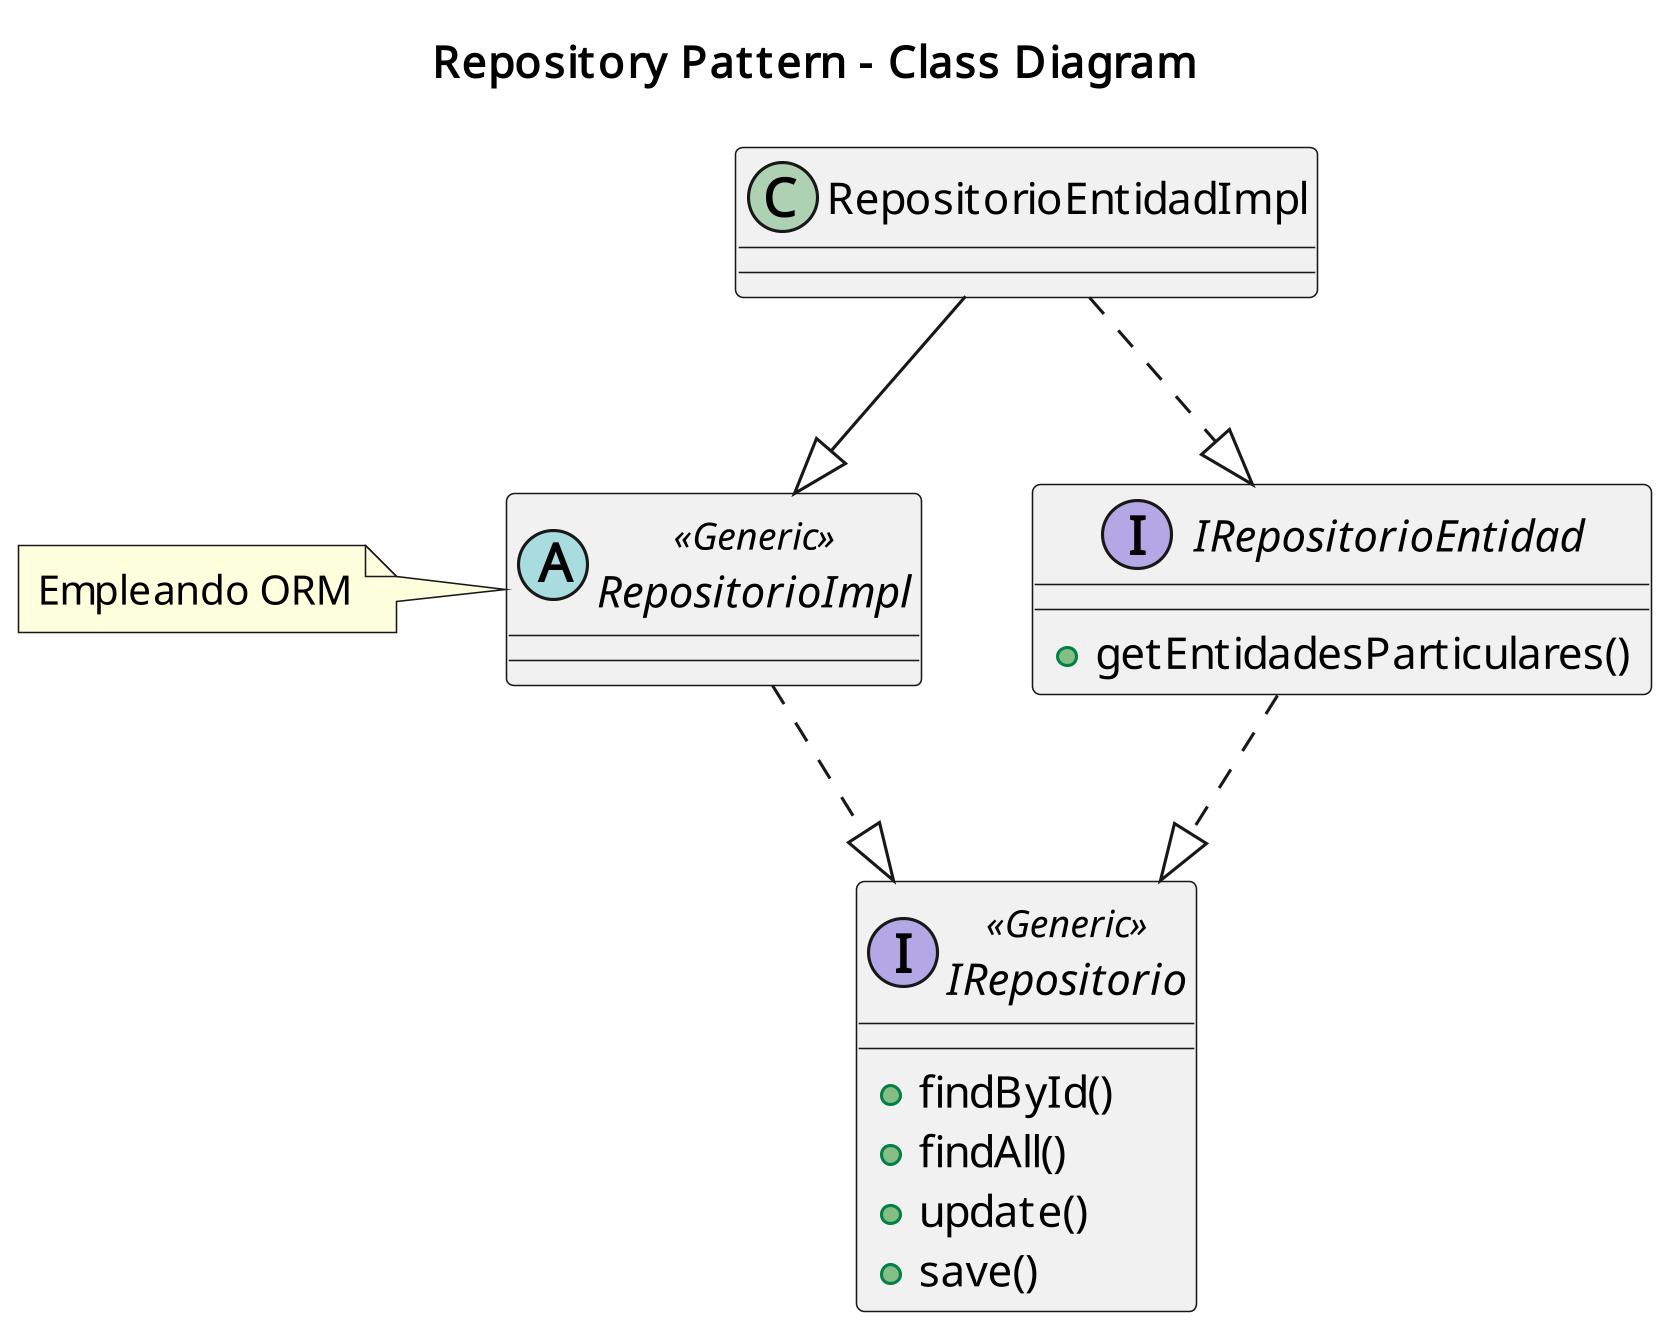 Repository Pattern - Class Diagram
C RepositorioEntidadImpl
Empleando ORM
A «Generic»
RepositorioImpl
I IRepositorioEntidad
getEntidadesParticulares()
I «Generic»
IRepositorio
findById()
findAll()
update()
save()